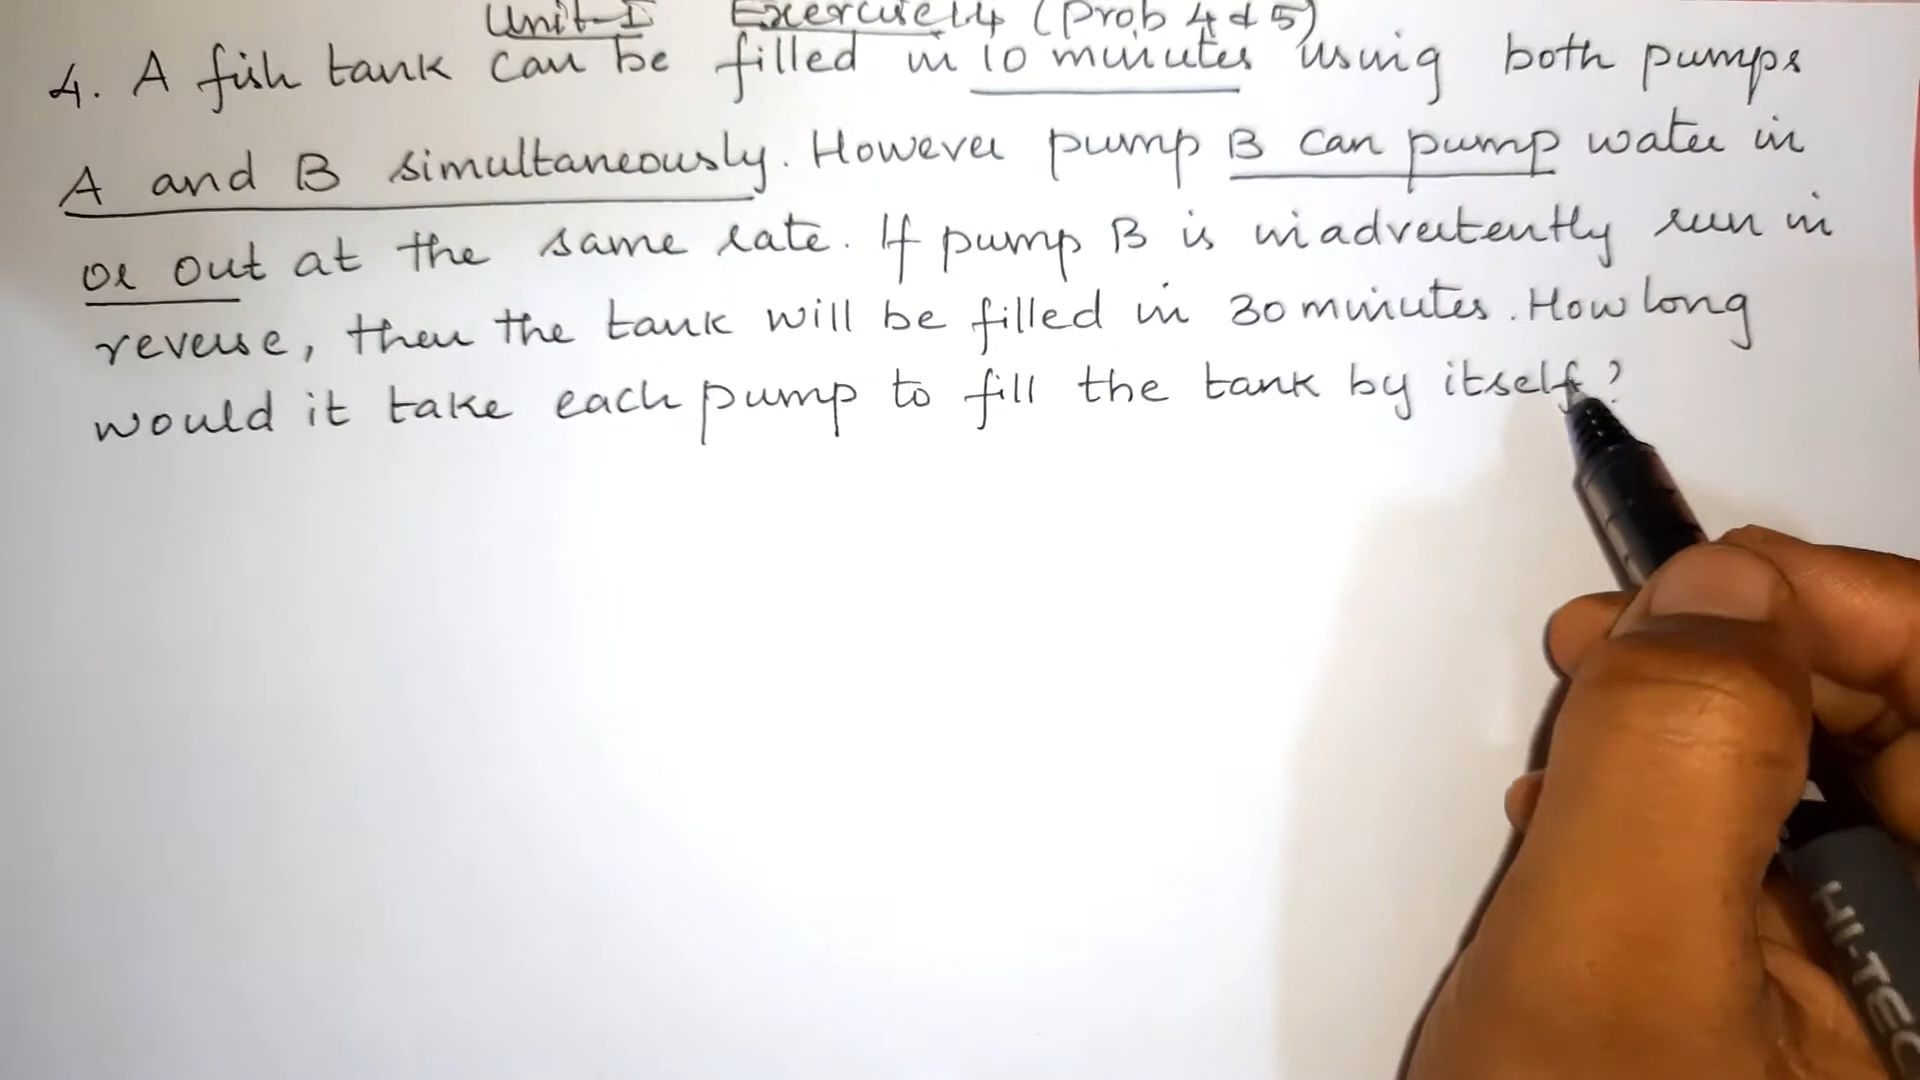 Unit-I Exercise 1.4 (Prob 4 & 5)
4. A fish tank can be filled in 10 minutes using both pumps
A and B simultaneously. However pump B can pump water in
or out at the same rate. If pump B is inadvertently run in
reverse, then the tank will be filled in 30 minutes. How long
would it take each pump to fill the tank by itself?
HI-TEC